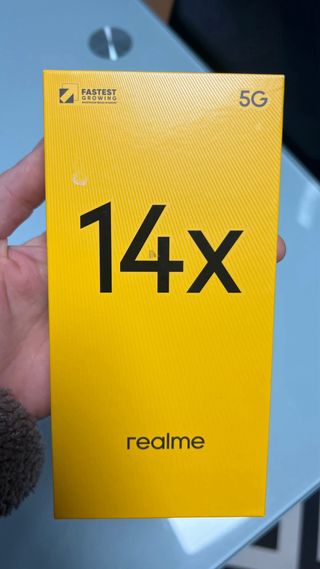 FASTEST
GROWING
5G
14x
realme